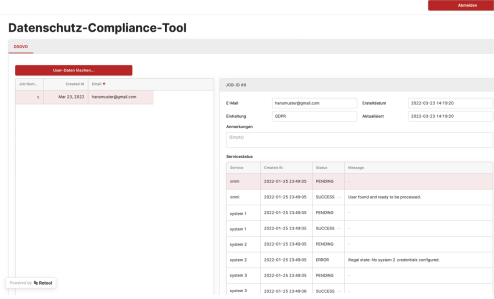 Abmelden
Datenschutz-Compliance-Tool
DSGVO
User-Daten löschen...
Job Num... Created At Email
Mar 23, 2022 hansmuster@gmail.com
JOB-ID #6
E-Mail hansmuster@gmail.com Erstelldatum 2022-03-23 14:19:20
Einholung GDPR Aktualisiert 2022-03-23 14:19:20
Anmerkungen
(Empty)
Servicestatus
Service Created At Status Message
2022-01-25 23:49:05 PENDING -
2022-01-25 23:49:05 SUCCESS User found and ready to be processed.
system 1 2022-01-25 23:49:05 PENDING -
system 1 2022-01-25 23:49:05 SUCCESS -
system 2 2022-01-25 23:49:05 PENDING -
system 2 2022-01-25 23:49:05 ERROR Illegal state: No system 2 credentials configured.
system 3 2022-01-25 23:49:05 PENDING -
system 3 2022-01-25 23:49:05 SUCCESS -
Powered by Retool